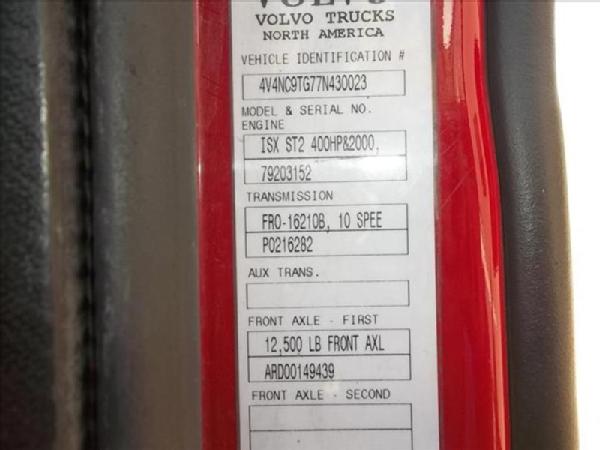 VOLVO
VOLVO TRUCKS
NORTH AMERICA
VEHICLE IDENTIFICATION #
4V4NC9TG77N430023
MODEL & SERIAL NO.
ENGINE
ISX ST2 400HP&2000,
79203152
TRANSMISSION
FRO-16210B, 10 SPEE
P0216282
AUX TRANS.
FRONT AXLE - FIRST
12,500 LB FRONT AXL
ARD00149439
FRONT AXLE - SECOND